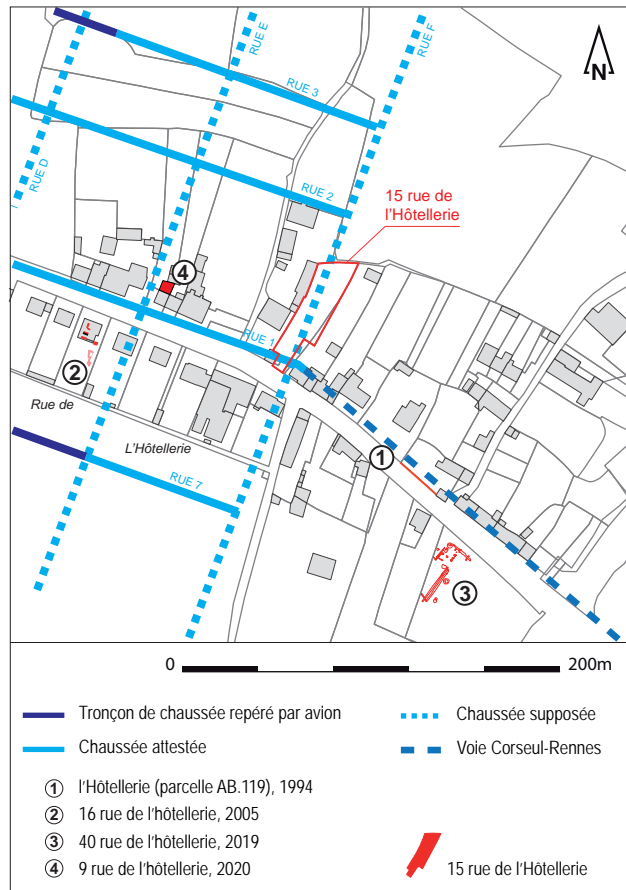 RUE E
RUE F
N
RUE 3
RUE D
RUE 2
15 rue de
l'Hôtellerie
4
RUE 1
2
Rue de
L'Hôtellerie
1
RUE 7
3
0 200m
Tronçon de chaussée repéré par avion
Chaussée supposée
Chaussée attestée
Voie Corseul-Rennes
1 l'Hôtellerie (parcelle AB.119), 1994
2 16 rue de l'hôtellerie, 2005
3 40 rue de l'hôtellerie, 2019
4 9 rue de l'hôtellerie, 2020
15 rue de l'Hôtellerie